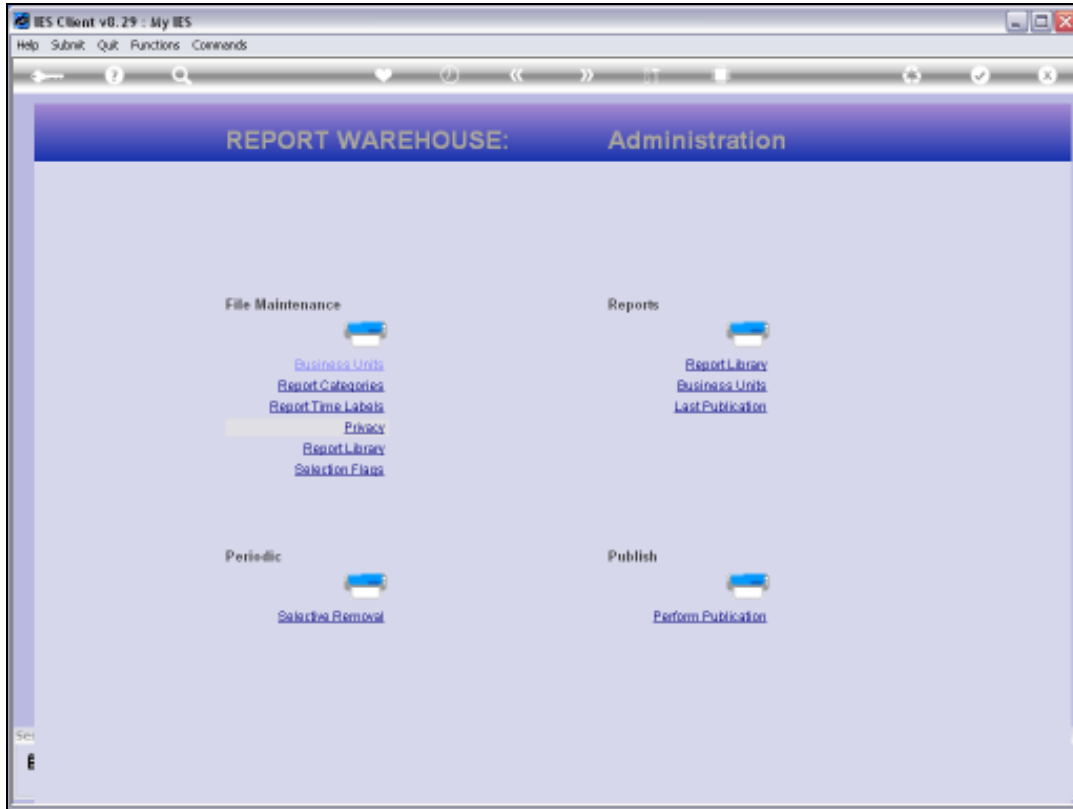 IES Client v8.29 : My IES
Help Submit Quit Functions Commands
REPORT WAREHOUSE: Administration
File Maintenance
Business Units
Report Categories
Report Time Labels
Privacy
Report Library
Selection Flags
Reports
Report Library
Business Units
Last Publication
Periodic
Selective Removal
Publish
Perform Publication